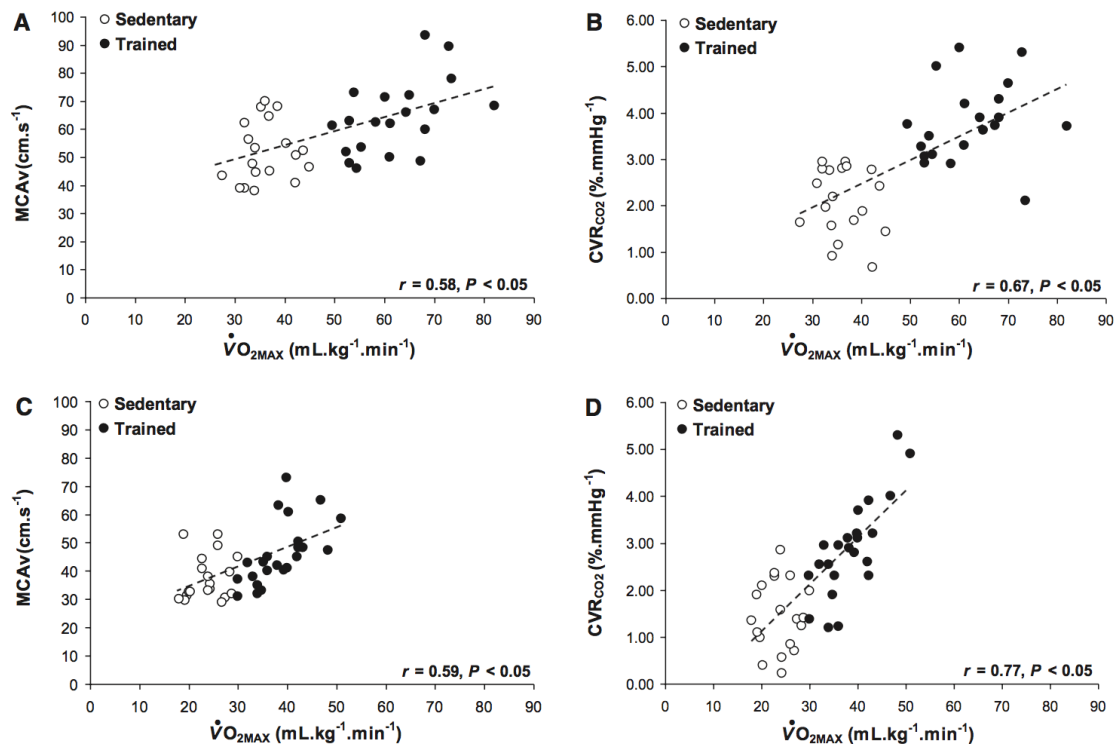 A
Sedentary
Trained
100
90
80
70
60
50
40
30
20
10
0
MCAv (cm.s⁻¹)
r = 0.58, P < 0.05
0 10 20 30 40 50 60 70 80 90
V̇O₂MAX (mL.kg⁻¹.min⁻¹)
B
Sedentary
Trained
6.00
5.00
4.00
3.00
2.00
1.00
0.00
CVRCO2 (%.mmHg⁻¹)
r = 0.67, P < 0.05
0 10 20 30 40 50 60 70 80 90
V̇O₂MAX (mL.kg⁻¹.min⁻¹)
C
Sedentary
Trained
100
90
80
70
60
50
40
30
20
10
0
MCAv (cm.s⁻¹)
r = 0.59, P < 0.05
0 10 20 30 40 50 60 70 80 90
V̇O₂MAX (mL.kg⁻¹.min⁻¹)
D
Sedentary
Trained
6.00
5.00
4.00
3.00
2.00
1.00
0.00
CVRCO2 (%.mmHg⁻¹)
r = 0.77, P < 0.05
0 10 20 30 40 50 60 70 80 90
V̇O₂MAX (mL.kg⁻¹.min⁻¹)